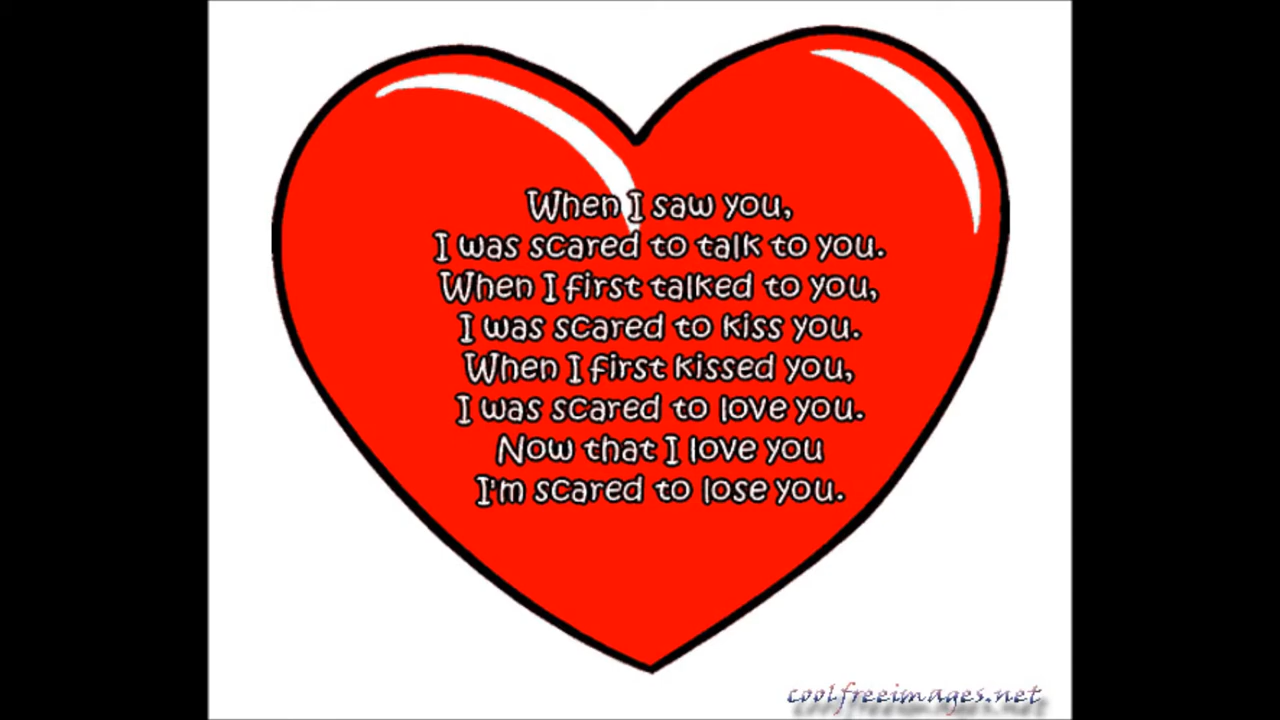 When I saw you,
I was scared to talk to you.
When I first talked to you,
I was scared to kiss you.
When I first kissed you,
I was scared to love you.
Now that I love you
I'm scared to lose you.
coolfreeimages.net